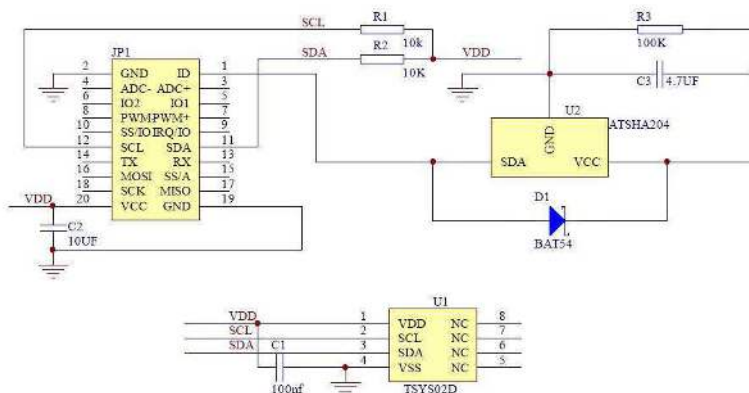 SCL
R1
10k
R3
100K
JP1
SDA
R2
10K
VDD
2 GND ID 1
4 ADC- ADC+ 3
6 IO2 IO1 5
8 PWM- PWM+ 7
10 SS/IO IRQ/IO 9
12 SCL SDA 11
14 TX RX 13
16 MOSI SS/A 15
18 SCK MISO 17
20 VCC GND 19
C3 4.7UF
U2
ATSHA204
GND
SDA VCC
VDD
C2
10UF
D1
BAT54
U1
VDD 1 VDD NC 8
SCL 2 SCL NC 7
SDA 3 SDA NC 6
C1 4 VSS NC 5
100nf
TSYS02D